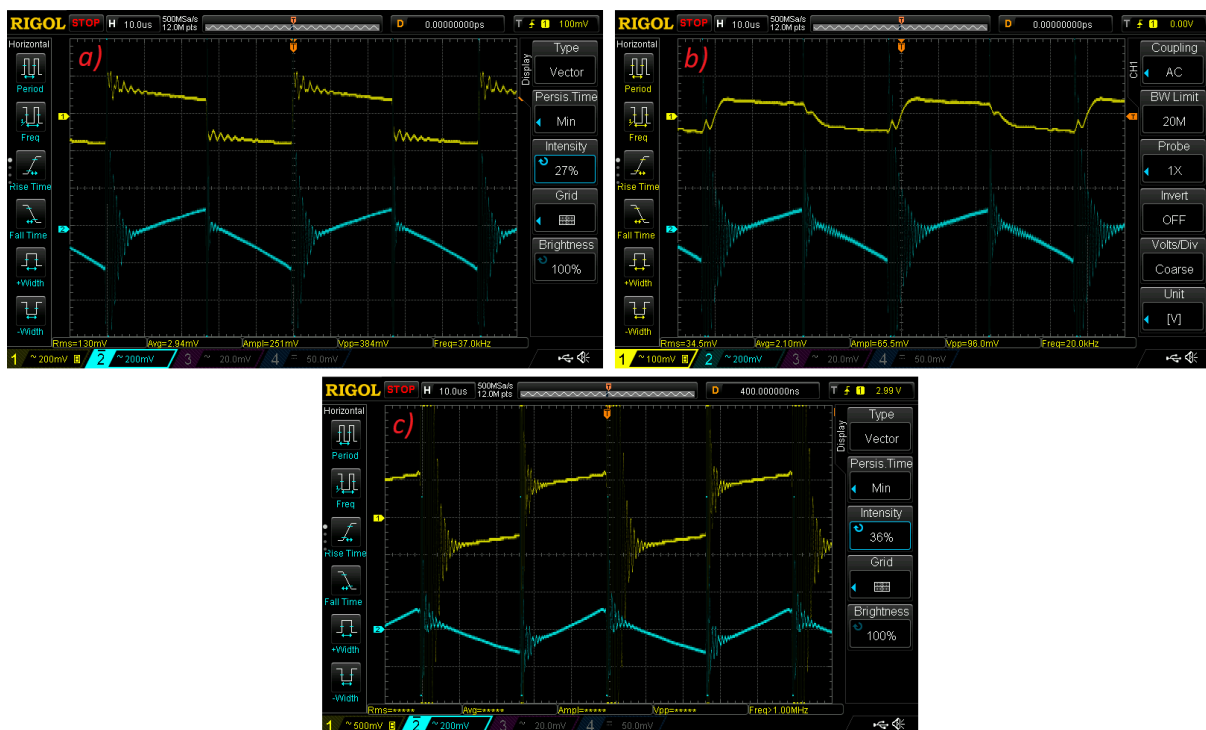 RIGOL STOP H 10.0us 500MSa/s 12.0M pts D 0.00000000ps T 1 100mV
a)
Horizontal
Period
Freq
Rise Time
Fall Time
+Width
-Width
1
2
T
Display
Type
Vector
Persis.Time
Min
Intensity
27%
Grid
Brightness
100%
Rms=130mV Avg=2.94mV Ampl=251mV Vpp=384mV Freq=37.0kHz
1 ~ 200mV B 2 ~ 200mV 3 ~ 20.0mV 4 = 50.0mV
RIGOL STOP H 10.0us 500MSa/s 12.0M pts D 0.00000000ps T 1 0.00V
b)
Horizontal
Period
Freq
Rise Time
Fall Time
+Width
-Width
1
2
T
CH1
Coupling
AC
BW Limit
20M
Probe
1X
Invert
OFF
Volts/Div
Coarse
Unit
[V]
Rms=34.5mV Avg=2.10mV Ampl=65.5mV Vpp=96.0mV Freq=20.0kHz
1 ~ 100mV B 2 ~ 200mV 3 ~ 20.0mV 4 = 50.0mV
RIGOL STOP H 10.0us 500MSa/s 12.0M pts D 400.000000ns T 1 2.99 V
c)
Horizontal
Period
Freq
Rise Time
Fall Time
+Width
-Width
1
2
T
Display
Type
Vector
Persis.Time
Min
Intensity
36%
Grid
Brightness
100%
Rms=***** Avg=***** Ampl=***** Vpp=***** Freq>1.00MHz
1 ~ 500mV B 2 ~ 200mV 3 ~ 20.0mV 4 = 50.0mV